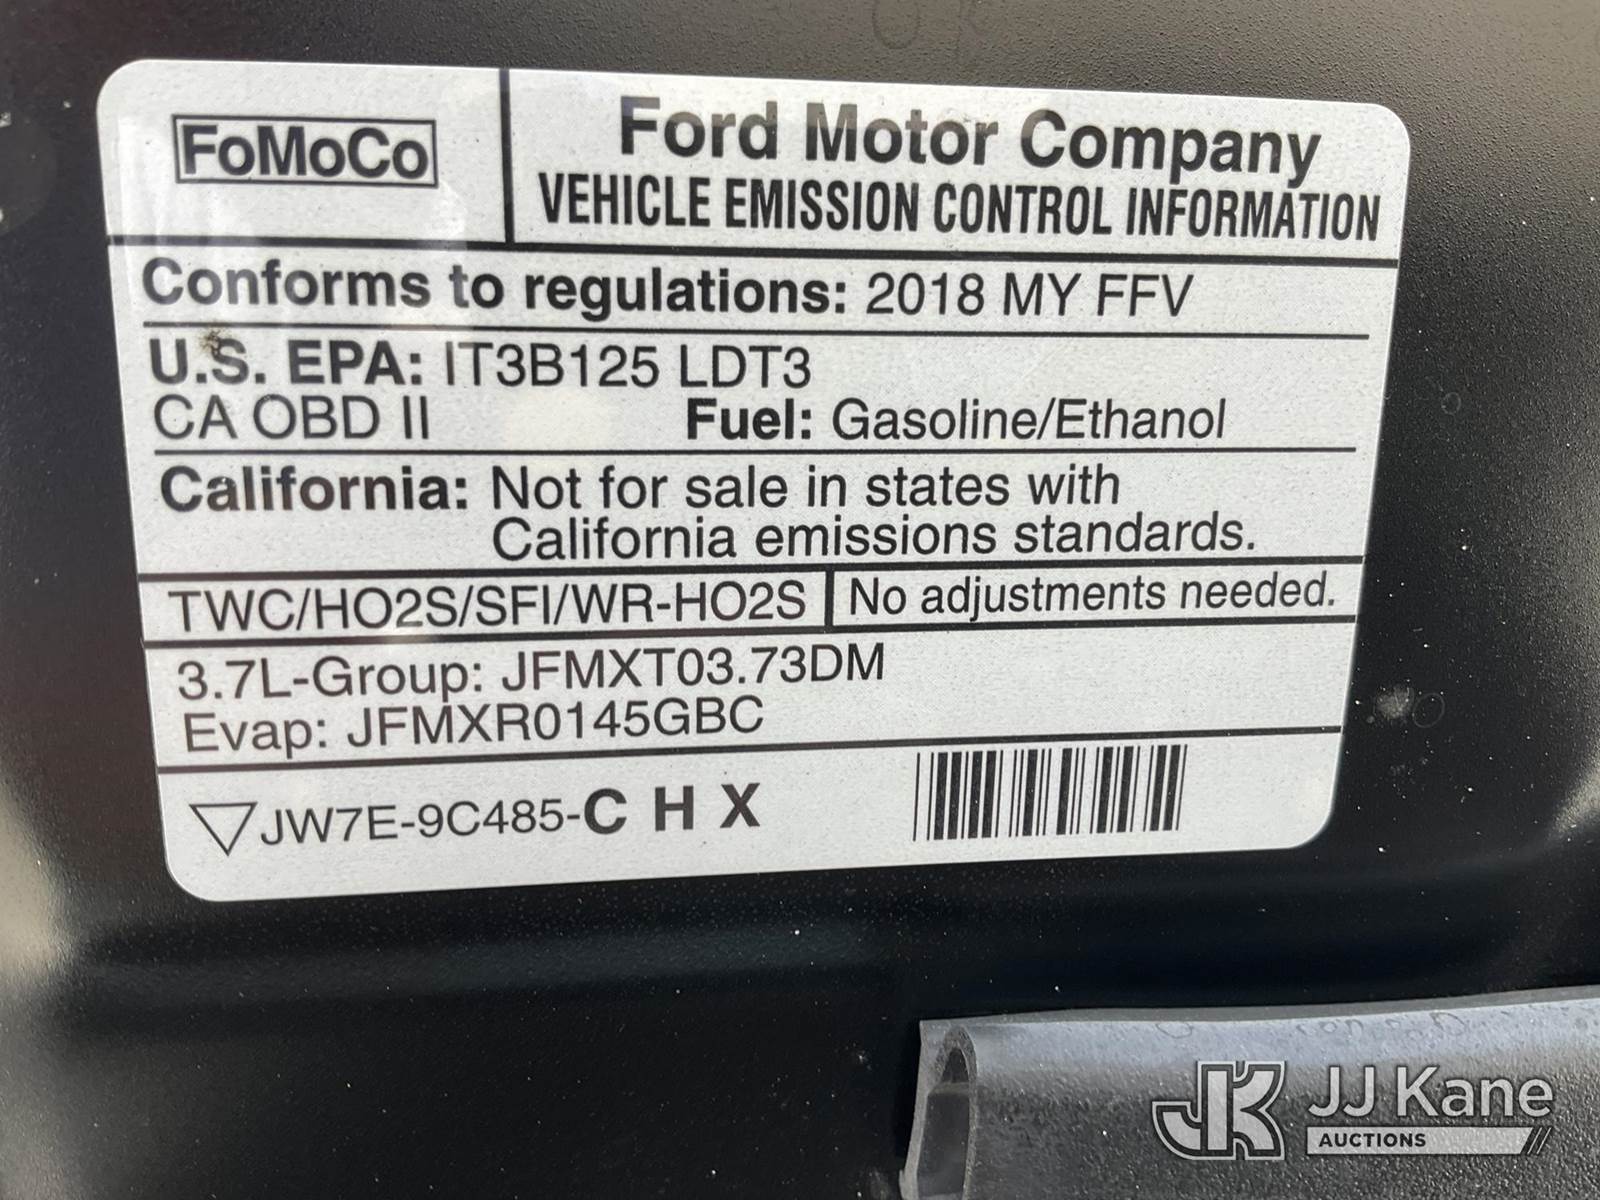 FoMoCo
Ford Motor Company
VEHICLE EMISSION CONTROL INFORMATION
Conforms to regulations: 2018 MY FFV
U.S. EPA: IT3B125 LDT3
CA OBD II Fuel: Gasoline/Ethanol
California: Not for sale in states with
California emissions standards.
TWC/HO2S/SFI/WR-HO2S No adjustments needed.
3.7L-Group: JFMXT03.73DM
Evap: JFMXR0145GBC
JW7E-9C485-C H X
JK JJ Kane
AUCTIONS